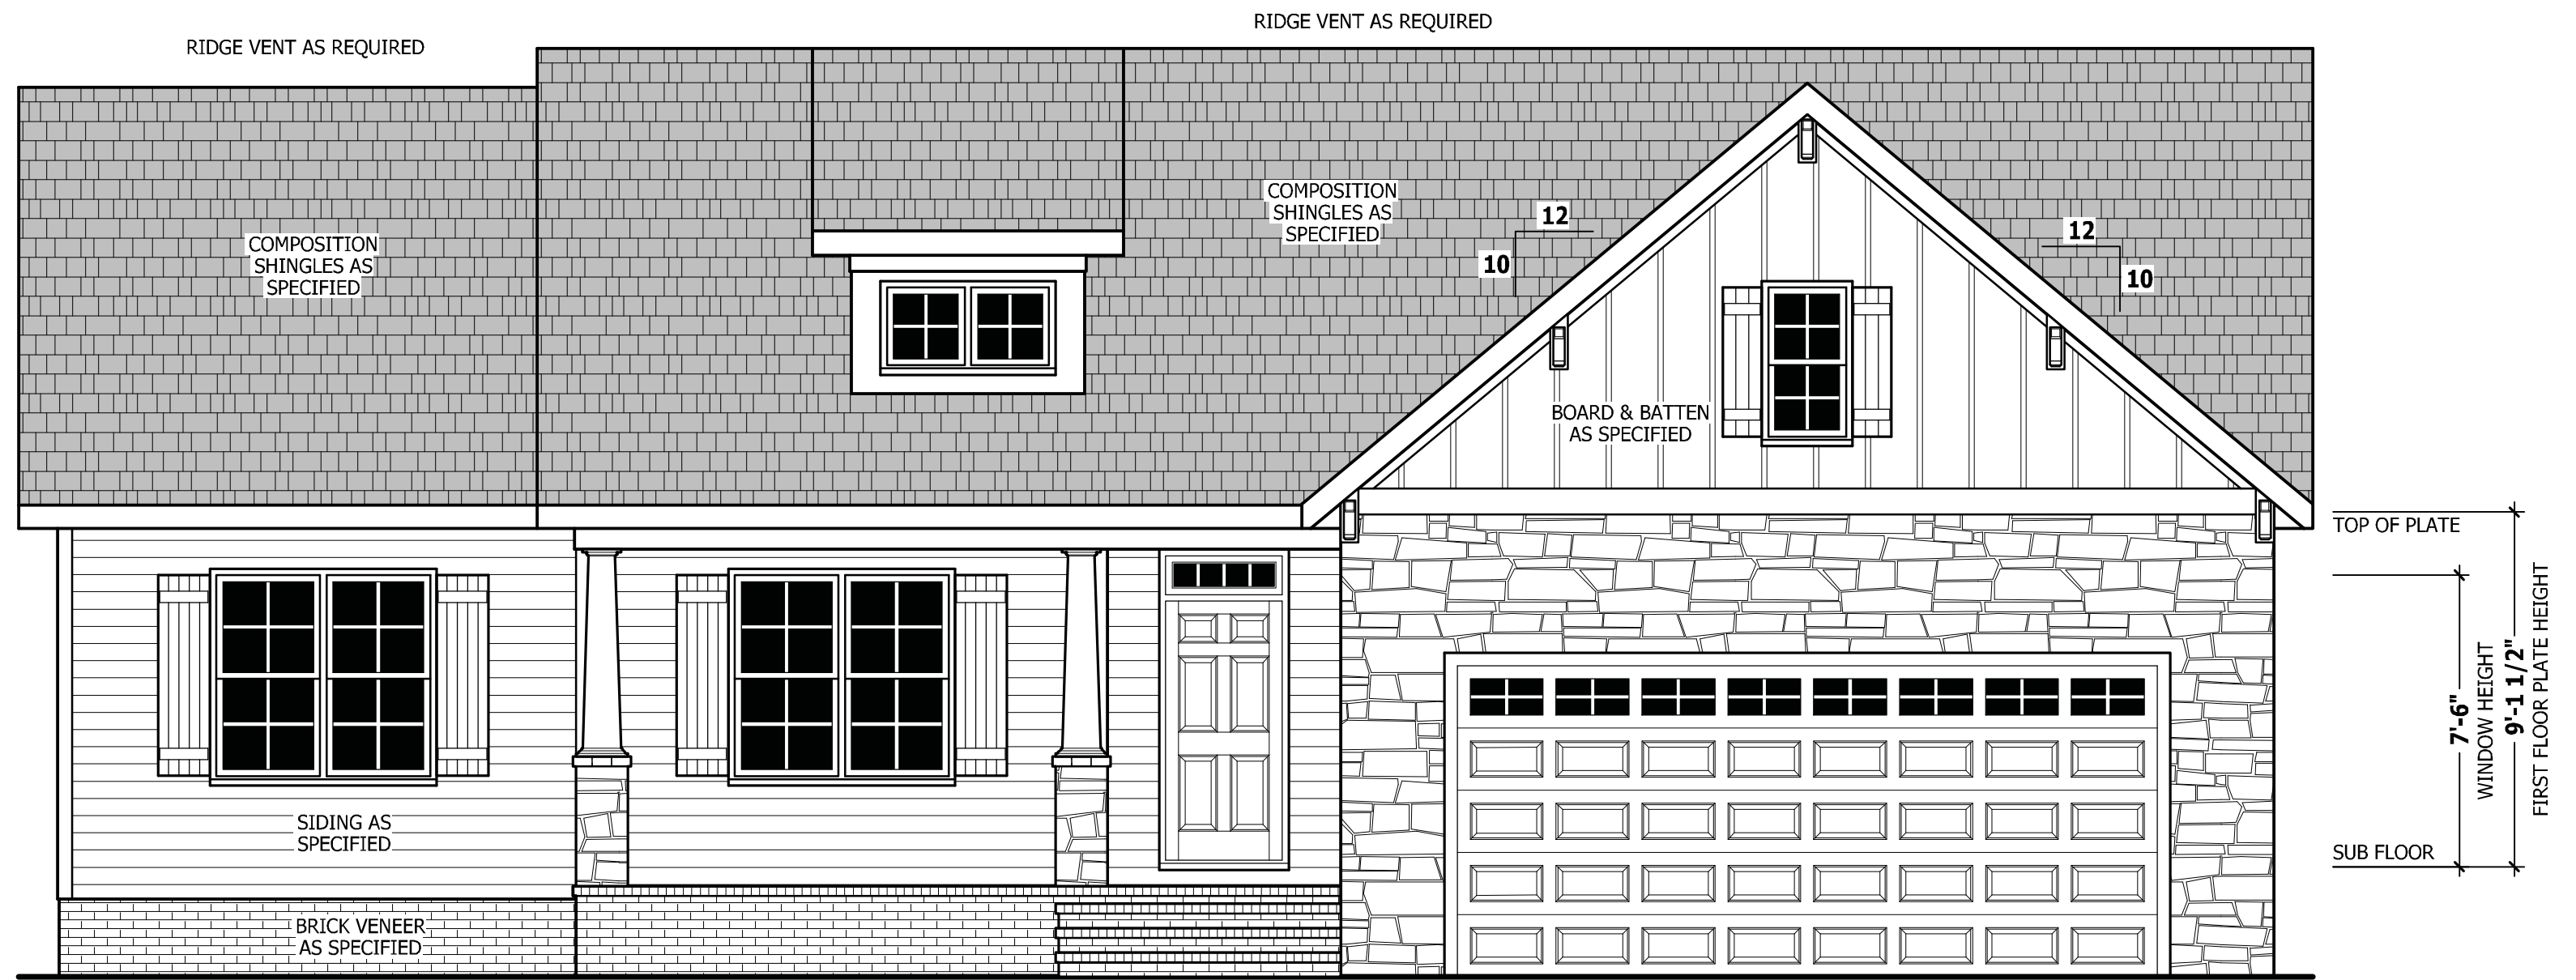 RIDGE VENT AS REQUIRED
RIDGE VENT AS REQUIRED
COMPOSITION
SHINGLES AS
SPECIFIED
COMPOSITION
SHINGLES AS
SPECIFIED
12
10
12
10
BOARD & BATTEN
AS SPECIFIED
TOP OF PLATE
7'-6"
WINDOW HEIGHT
9'-1 1/2"
FIRST FLOOR PLATE HEIGHT
SUB FLOOR
SIDING AS
SPECIFIED
BRICK VENEER
AS SPECIFIED